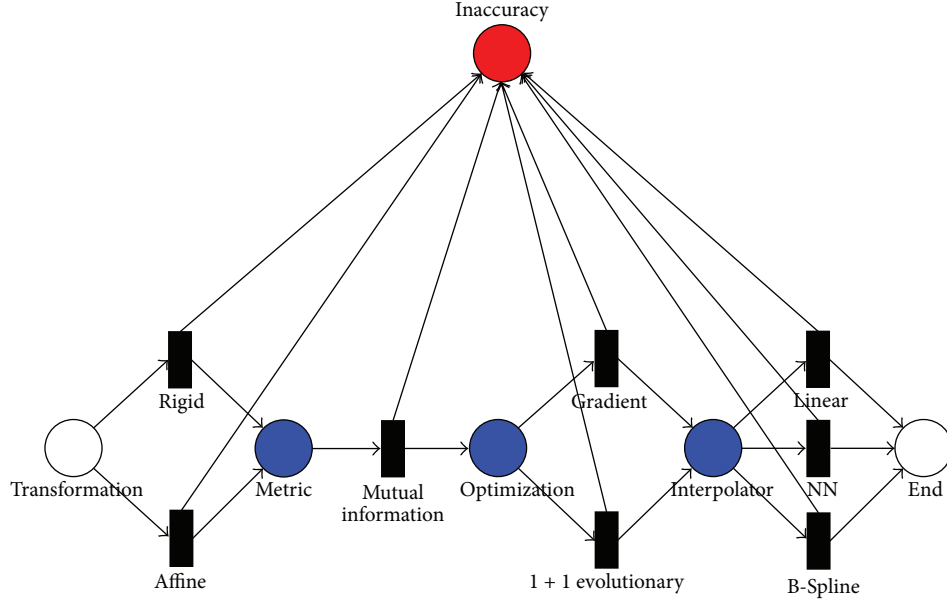 Inaccuracy
Rigid
Gradient
Linear
Transformation
Metric
Mutual
information
Optimization
Interpolator
NN
End
Affine
1 + 1 evolutionary
B-Spline